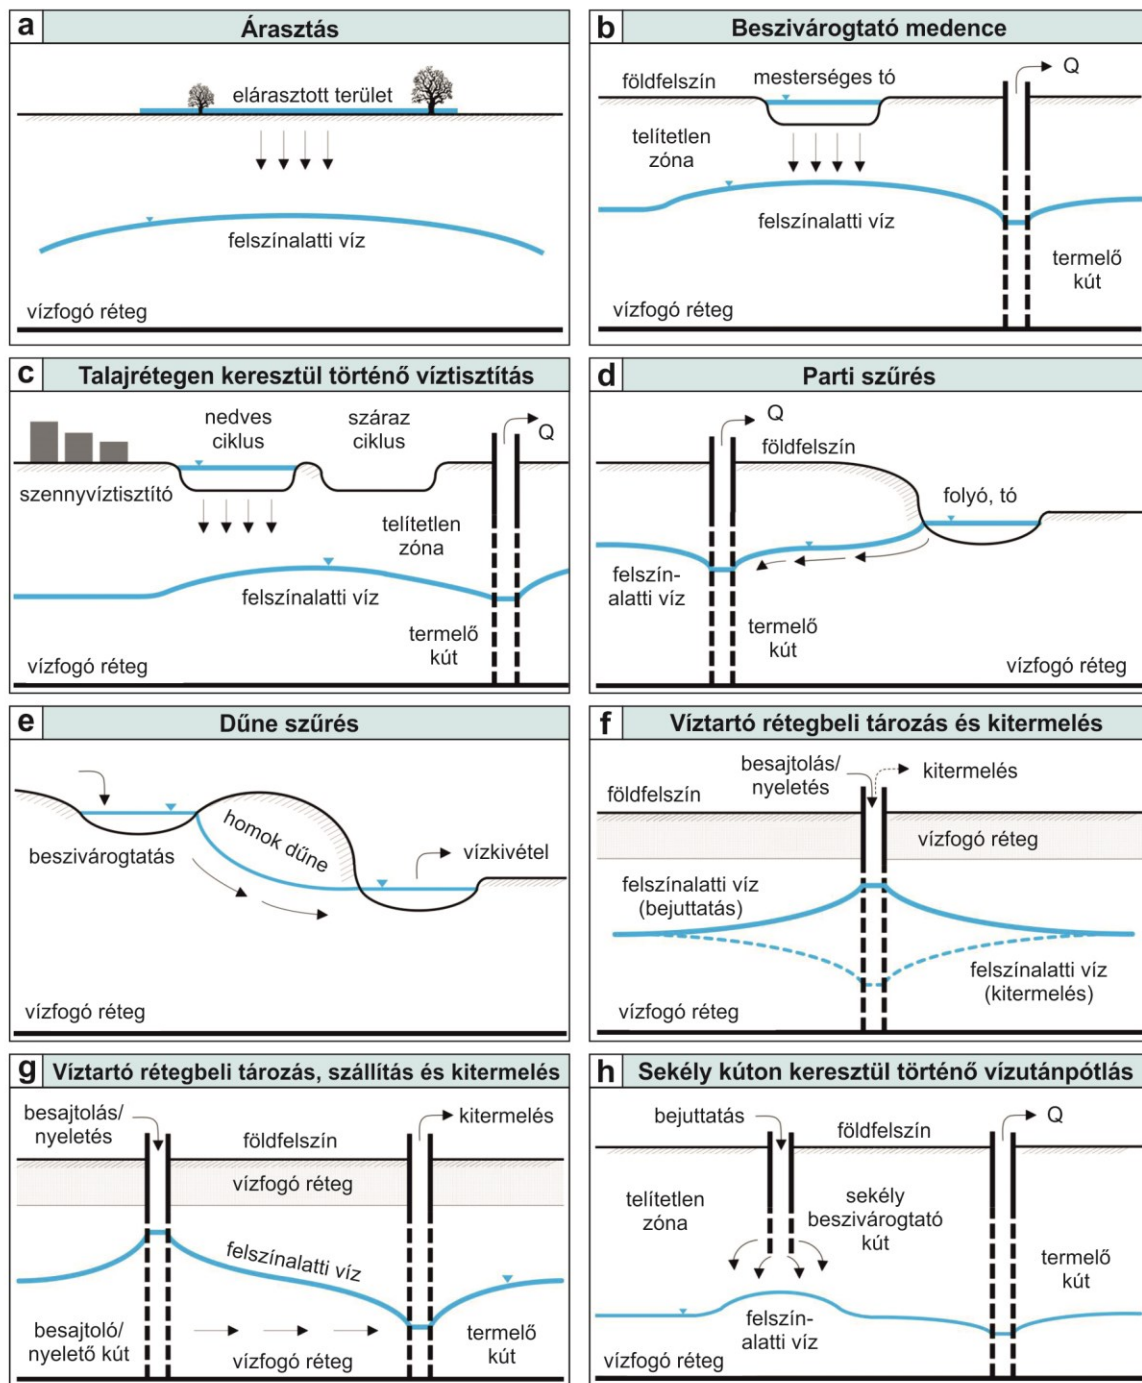 a
Árasztás
elárasztott terület
felszínalatti víz
vízfogó réteg
b
Beszivárogtató medence
földfelszín
mesterséges tó
Q
telítetlen
zóna
felszínalatti víz
termelő
kút
vízfogó réteg
c
Talajrétegen keresztül történő víztisztítás
nedves
ciklus
száraz
ciklus
Q
szennyvíztisztító
telítetlen
zóna
felszínalatti víz
termelő
kút
vízfogó réteg
d
Parti szűrés
Q
földfelszín
folyó, tó
felszín-
alatti víz
termelő
kút
vízfogó réteg
e
Dűne szűrés
beszivárogtatás
homok dűne
vízkivétel
vízfogó réteg
f
Víztartó rétegbeli tározás és kitermelés
besajtolás/
nyeletés
kitermelés
földfelszín
vízfogó réteg
felszínalatti víz
(bejuttatás)
felszínalatti víz
(kitermelés)
vízfogó réteg
g
Víztartó rétegbeli tározás, szállítás és kitermelés
besajtolás/
nyeletés
kitermelés
földfelszín
vízfogó réteg
felszínalatti víz
besajtoló/
nyelető kút
vízfogó réteg
termelő
kút
h
Sekély kúton keresztül történő vízutánpótlás
bejuttatás
földfelszín
Q
telítetlen
zóna
sekély
beszivárogtató
kút
termelő
kút
felszín-
alatti víz
vízfogó réteg